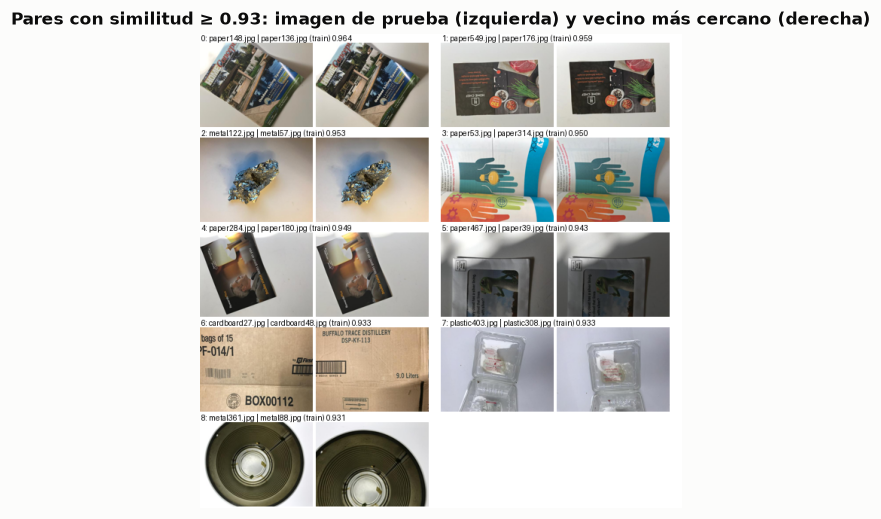 Pares con similitud ≥ 0.93: imagen de prueba (izquierda) y vecino más cercano (derecha)
0: paper148.jpg | paper136.jpg (train) 0.964
1: paper549.jpg | paper176.jpg (train) 0.959
2: metal122.jpg | metal57.jpg (train) 0.953
3: paper53.jpg | paper314.jpg (train) 0.950
4: paper284.jpg | paper180.jpg (train) 0.949
5: paper467.jpg | paper39.jpg (train) 0.943
6: cardboard27.jpg | cardboard48.jpg (train) 0.933
bags of 15
PF-014/1
BOX00112
BUFFALO TRACE DISTILLERY
DSP-KY-113
9.0 Liters
7: plastic403.jpg | plastic308.jpg (train) 0.933
8: metal361.jpg | metal88.jpg (train) 0.931